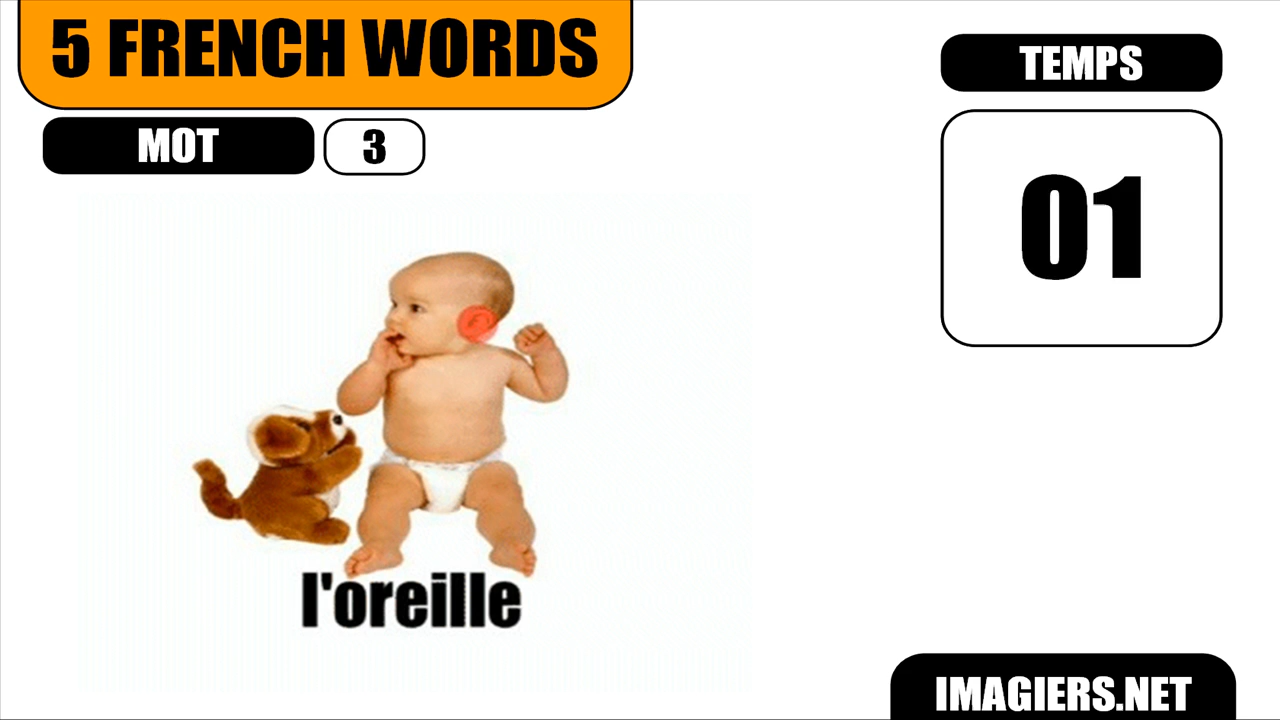 5 FRENCH WORDS
TEMPS
MOT 3
01
l'oreille
IMAGIERS.NET